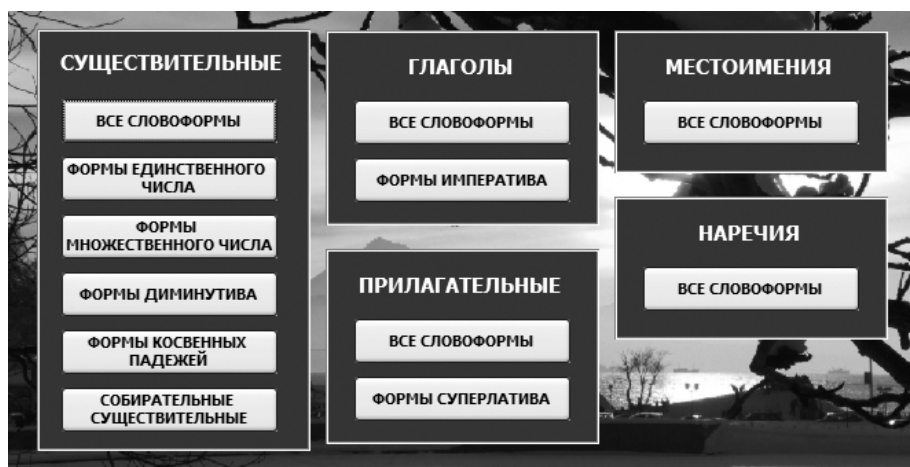 СУЩЕСТВИТЕЛЬНЫЕ
ВСЕ СЛОВОФОРМЫ
ФОРМЫ ЕДИНСТВЕННОГО
ЧИСЛА
ФОРМЫ
МНОЖЕСТВЕННОГО ЧИСЛА
ФОРМЫ ДИМИНУТИВА
ФОРМЫ КОСВЕННЫХ
ПАДЕЖЕЙ
СОБИРАТЕЛЬНЫЕ
СУЩЕСТВИТЕЛЬНЫЕ
ГЛАГОЛЫ
ВСЕ СЛОВОФОРМЫ
ФОРМЫ ИМПЕРАТИВА
ПРИЛАГАТЕЛЬНЫЕ
ВСЕ СЛОВОФОРМЫ
ФОРМЫ СУПЕРЛАТИВА
МЕСТОИМЕНИЯ
ВСЕ СЛОВОФОРМЫ
НАРЕЧИЯ
ВСЕ СЛОВОФОРМЫ